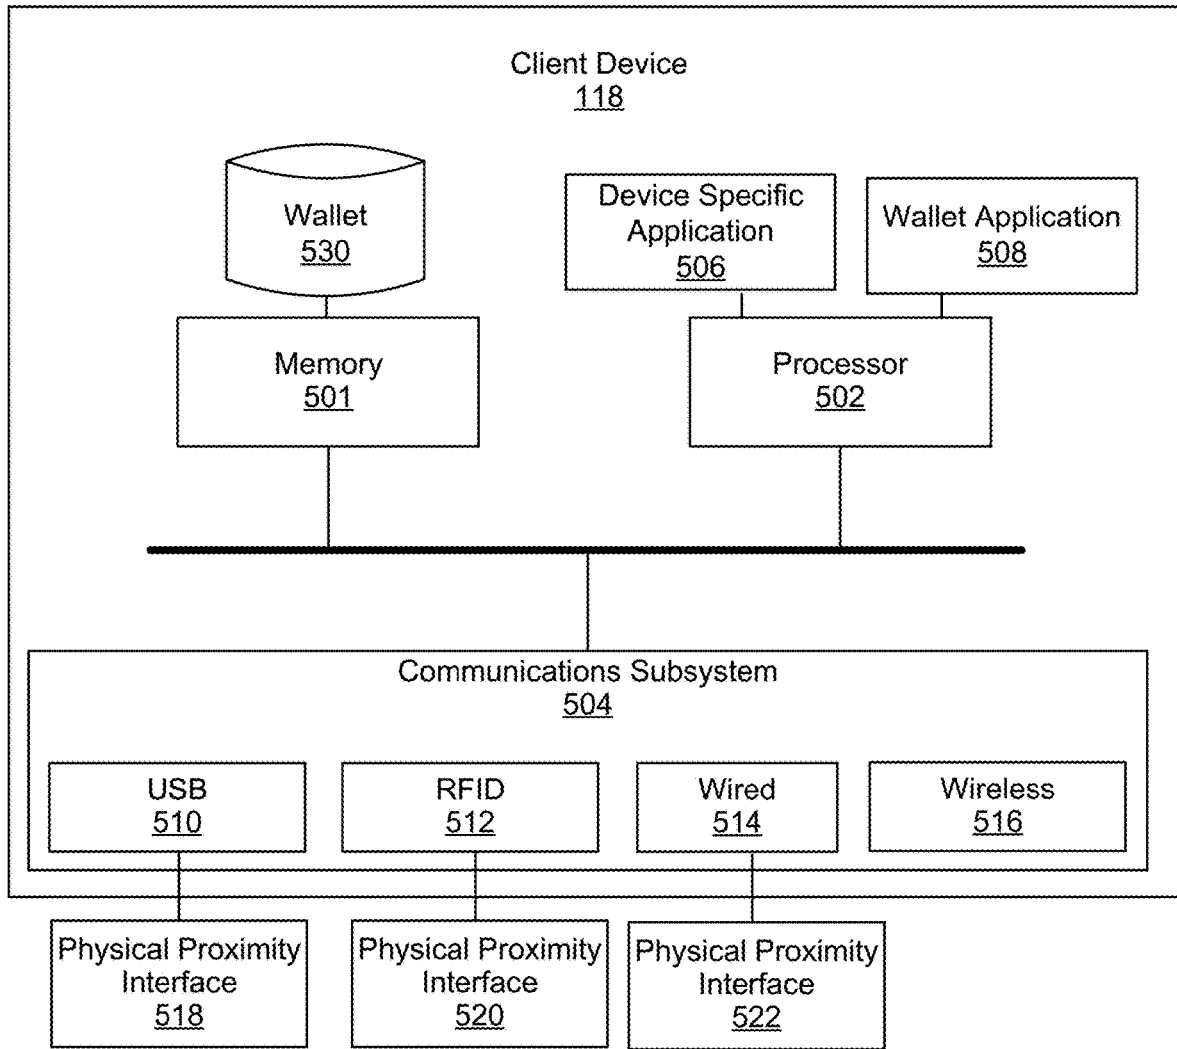 Client Device
118
Wallet
530
Device Specific
Application
506
Wallet Application
508
Memory
501
Processor
502
Communications Subsystem
504
USB
510
RFID
512
Wired
514
Wireless
516
Physical Proximity
Interface
518
Physical Proximity
Interface
520
Physical Proximity
Interface
522